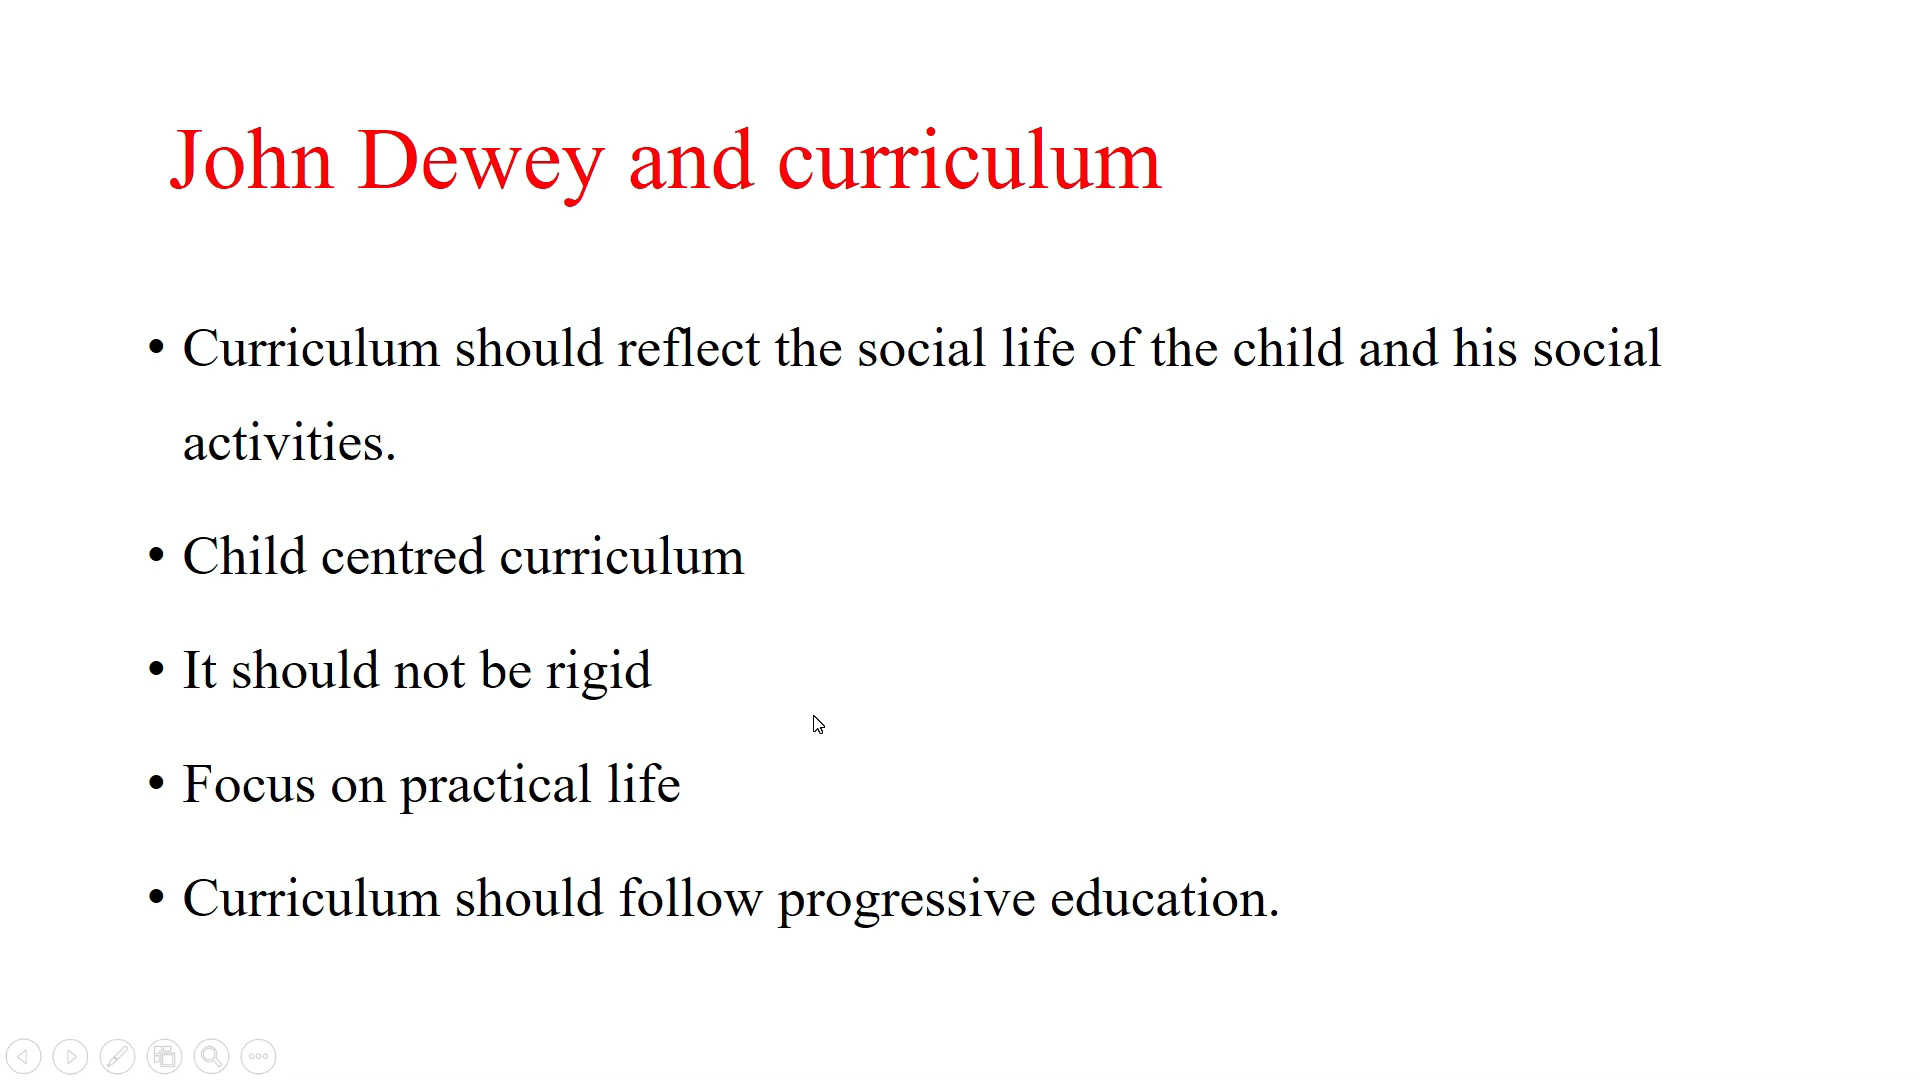 John Dewey and curriculum
• Curriculum should reflect the social life of the child and his social
activities.
• Child centred curriculum
• It should not be rigid
• Focus on practical life
• Curriculum should follow progressive education.